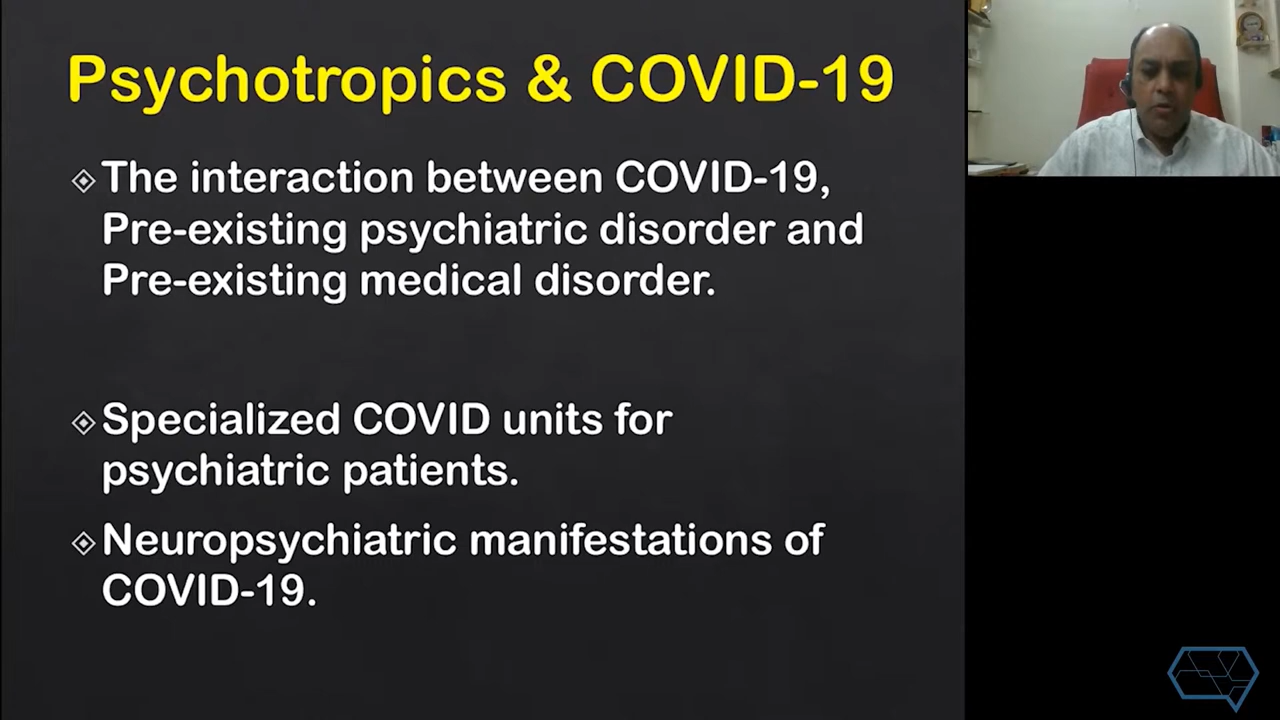 Psychotropics & COVID-19
The interaction between COVID-19,
Pre-existing psychiatric disorder and
Pre-existing medical disorder.
Specialized COVID units for
psychiatric patients.
Neuropsychiatric manifestations of
COVID-19.